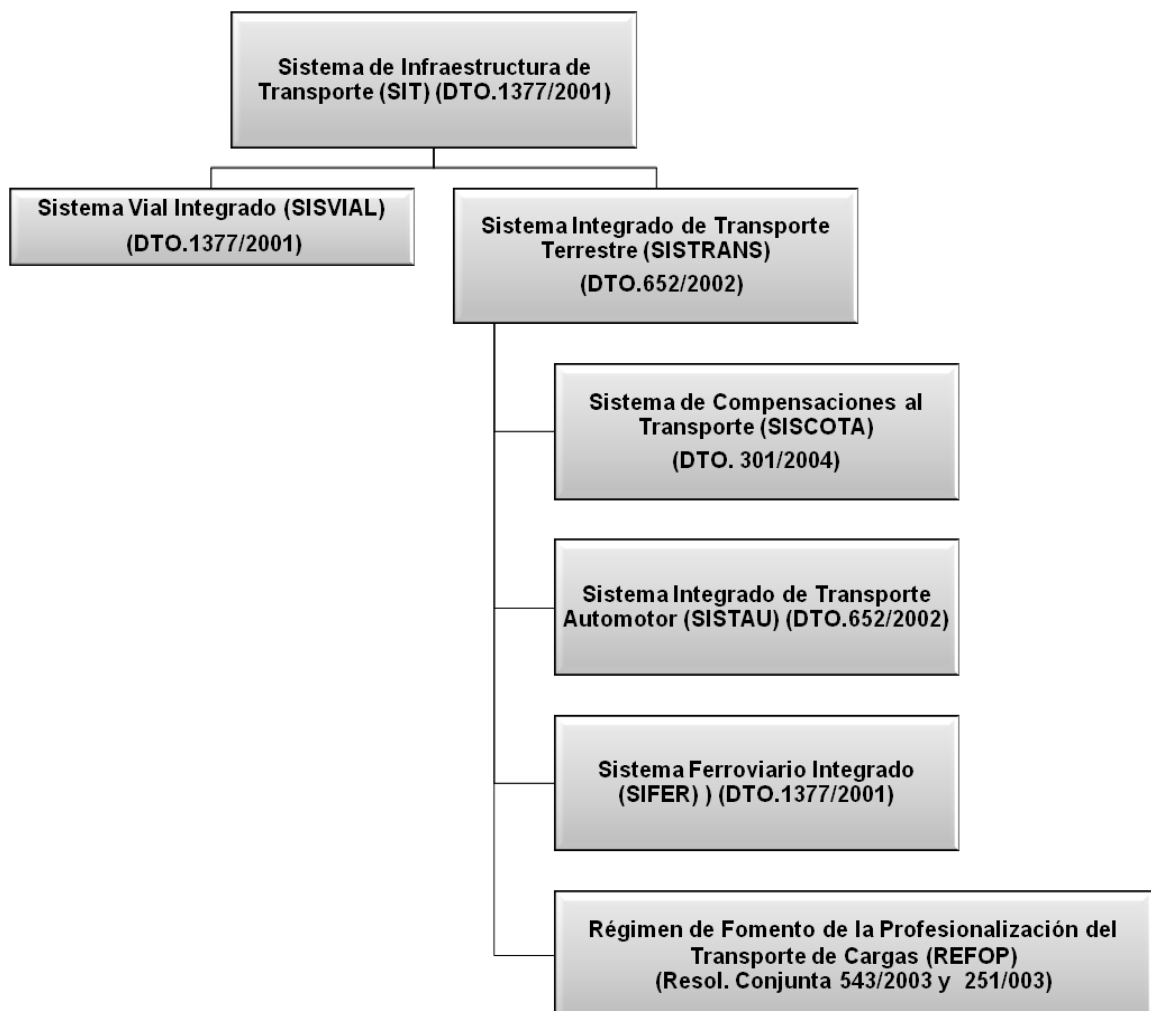 Sistema de Infraestructura de
Transporte (SIT) (DTO.1377/2001)
Sistema Vial Integrado (SISVIAL)
(DTO.1377/2001)
Sistema Integrado de Transporte
Terrestre (SISTRANS)
(DTO.652/2002)
Sistema de Compensaciones al
Transporte (SISCOTA)
(DTO. 301/2004)
Sistema Integrado de Transporte
Automotor (SISTAU) (DTO.652/2002)
Sistema Ferroviario Integrado
(SIFER) ) (DTO.1377/2001)
Régimen de Fomento de la Profesionalización del
Transporte de Cargas (REFOP)
(Resol. Conjunta 543/2003 y 251/003)